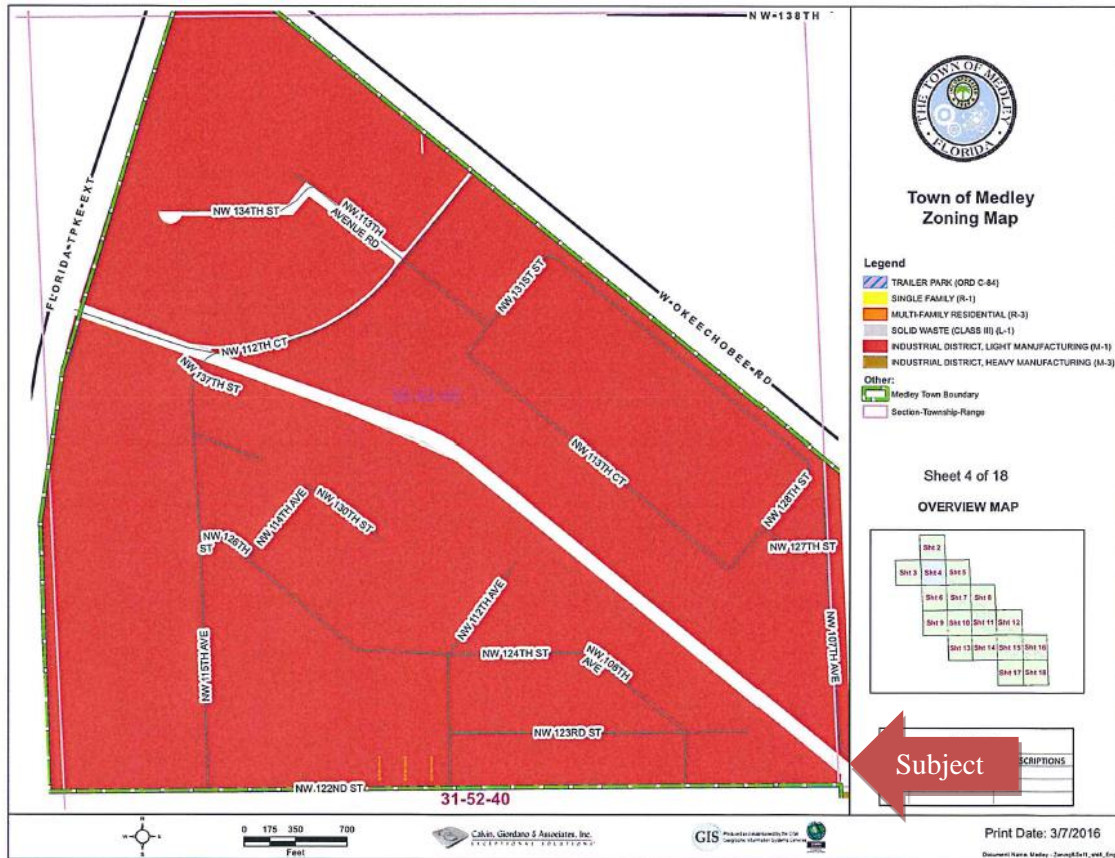 NW-138TH
FLORIDA-TPKE-EXT
NW 134TH ST
NW 113TH
AVENUE RD
NW 131ST ST
W-OKEECHOBEE-RD
NW 112TH CT
NW 137TH ST
NW 113TH CT
NW 128TH ST
NW 127TH ST
NW 114TH AVE
NW 130TH ST
NW 126TH
ST
NW 112TH AVE
NW 107TH AVE
NW 115TH AVE
NW 124TH ST
NW 108TH
AVE
NW 123RD ST
NW 122ND ST
31-52-40
THE TOWN OF MEDLEY
FLORIDA
Town of Medley
Zoning Map
Legend
TRAILER PARK (ORD C-84)
SINGLE FAMILY (R-1)
MULTI-FAMILY RESIDENTIAL (R-3)
SOLID WASTE (CLASS III) (L-1)
INDUSTRIAL DISTRICT, LIGHT MANUFACTURING (M-1)
INDUSTRIAL DISTRICT, HEAVY MANUFACTURING (M-3)
Other:
Medley Town Boundary
Section-Township-Range
Sheet 4 of 18
OVERVIEW MAP
Sht 2
Sht 3 Sht 4 Sht 5
Sht 6 Sht 7 Sht 8
Sht 9 Sht 10 Sht 11 Sht 12
Sht 13 Sht 14 Sht 15 Sht 16
Sht 17 Sht 18
Subject
SCRIPTIONS
0 175 350 700
Feet
Calvin, Giordano & Associates, Inc.
EXCEPTIONAL SOLUTIONS
GIS
Print Date: 3/7/2016